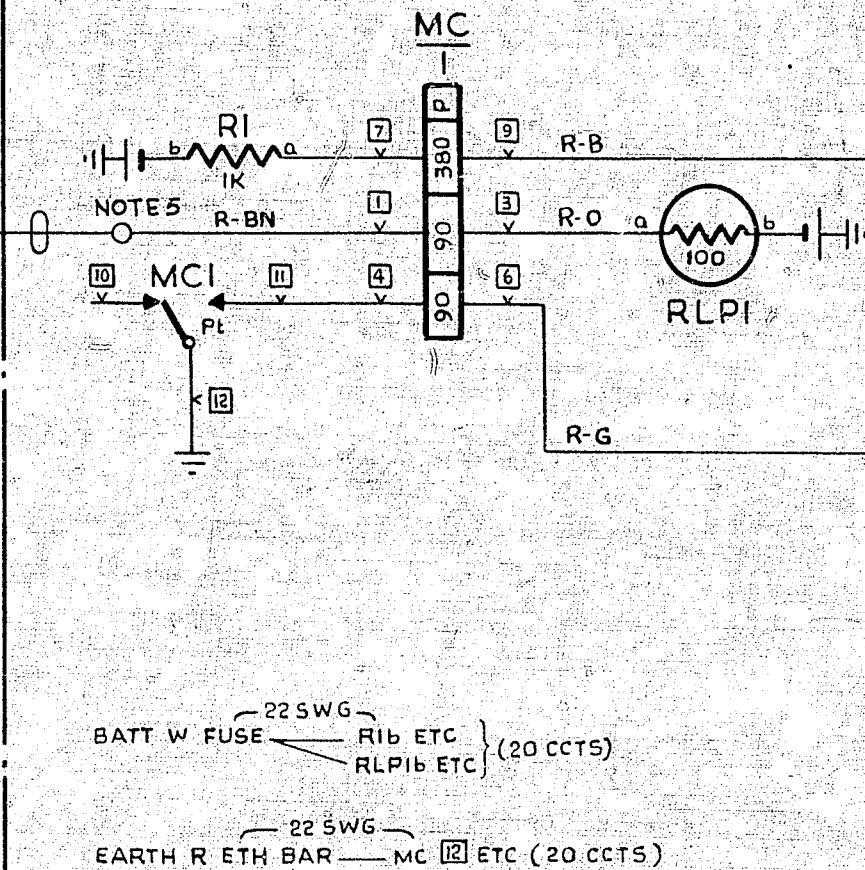 MC
1
P
R1
b a
1K
7
380
9
R-B
NOTE 5
R-BN
1
90
3
R-O
a b
100
RLP1
10
MC1
11
4
90
6
Pt
12
R-G
22 SWG
BATT W FUSE R1b ETC
RLP1b ETC
(20 CCTS)
22 SWG
EARTH R ETH BAR MC 12 ETC (20 CCTS)